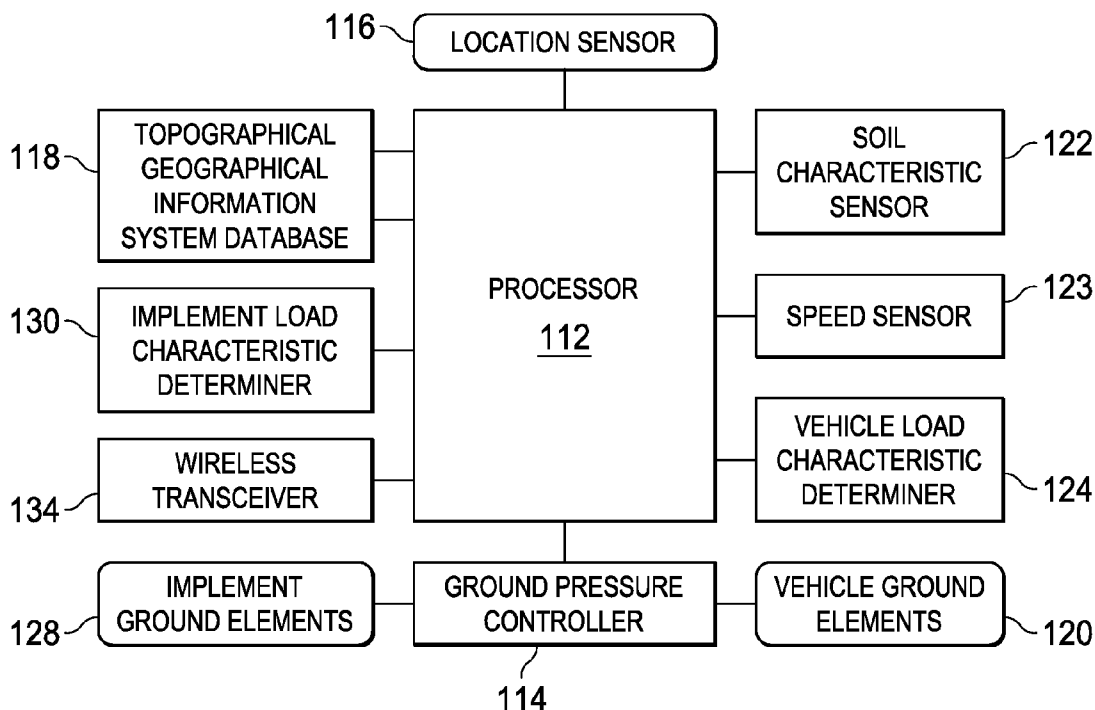 116
LOCATION SENSOR
118
TOPOGRAPHICAL
GEOGRAPHICAL
INFORMATION
SYSTEM DATABASE
130
IMPLEMENT LOAD
CHARACTERISTIC
DETERMINER
134
WIRELESS
TRANSCEIVER
PROCESSOR
112
SOIL
CHARACTERISTIC
SENSOR
122
SPEED SENSOR
123
VEHICLE LOAD
CHARACTERISTIC
DETERMINER
124
128
IMPLEMENT
GROUND ELEMENTS
GROUND PRESSURE
CONTROLLER
114
VEHICLE GROUND
ELEMENTS
120